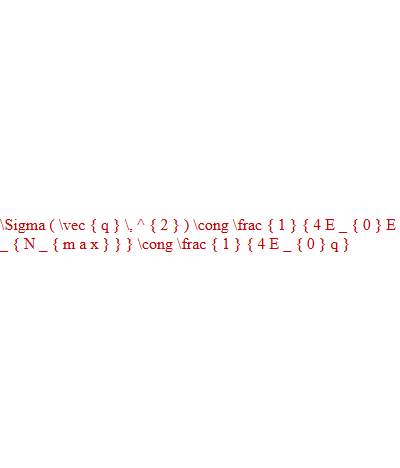 \Sigma ( \vec { q } \, ^ { 2 } ) \cong \frac { 1 } { 4 E _ { 0 } E
_ { N _ { m a x } } } \cong \frac { 1 } { 4 E _ { 0 } q }